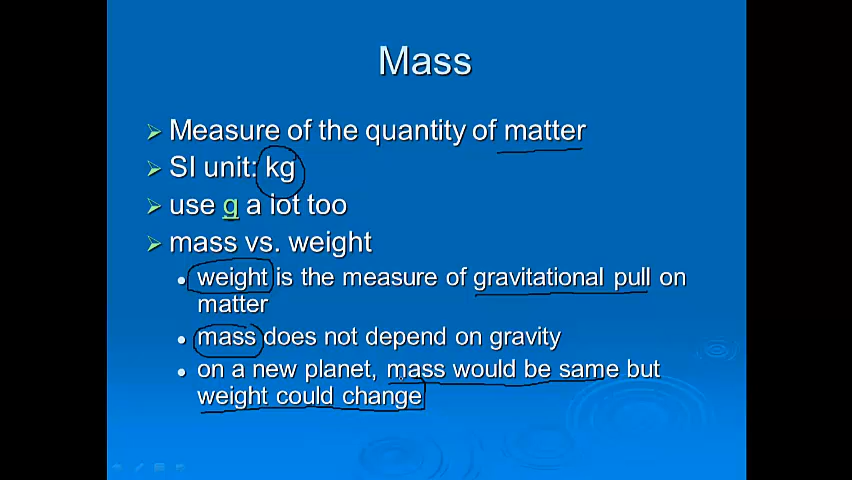 Mass
Measure of the quantity of matter
SI unit: kg
use g a iot too
mass vs. weight
weight is the measure of gravitational pull on
matter
mass does not depend on gravity
on a new planet, mass would be same but
weight could change